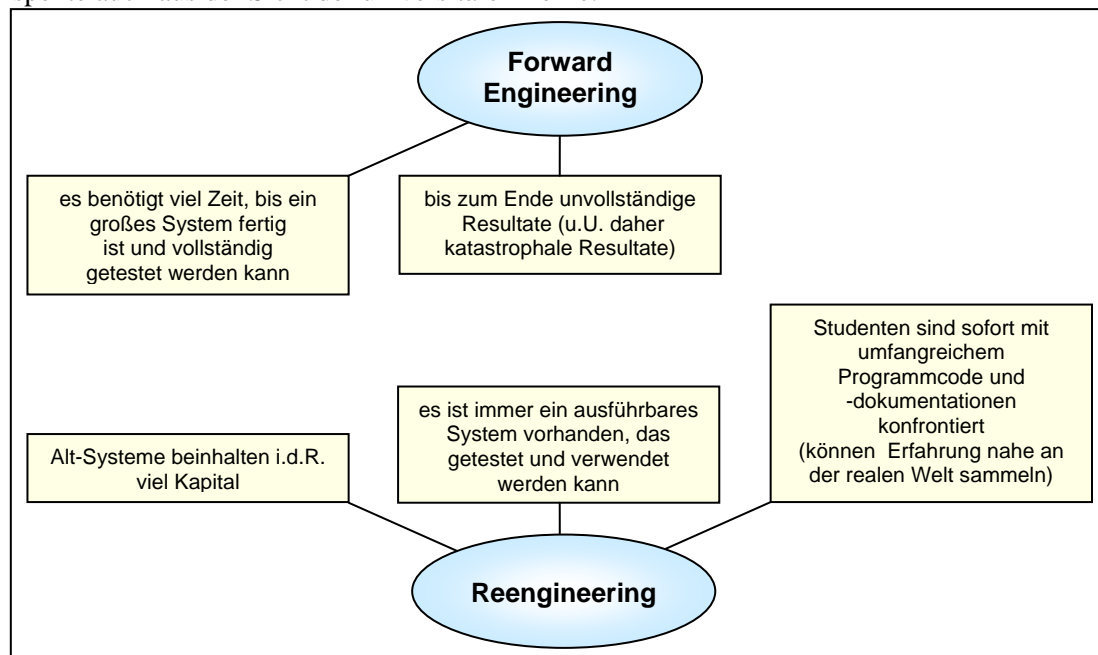 Forward
Engineering
es benötigt viel Zeit, bis ein
großes System fertig
ist und vollständig
getestet werden kann
bis zum Ende unvollständige
Resultate (u.U. daher
katastrophale Resultate)
Studenten sind sofort mit
umfangreichem
Programmcode und
-dokumentationen
konfrontiert
(können Erfahrung nahe an
der realen Welt sammeln)
es ist immer ein ausführbares
System vorhanden, das
getestet und verwendet
werden kann
Alt-Systeme beinhalten i.d.R.
viel Kapital
Reengineering